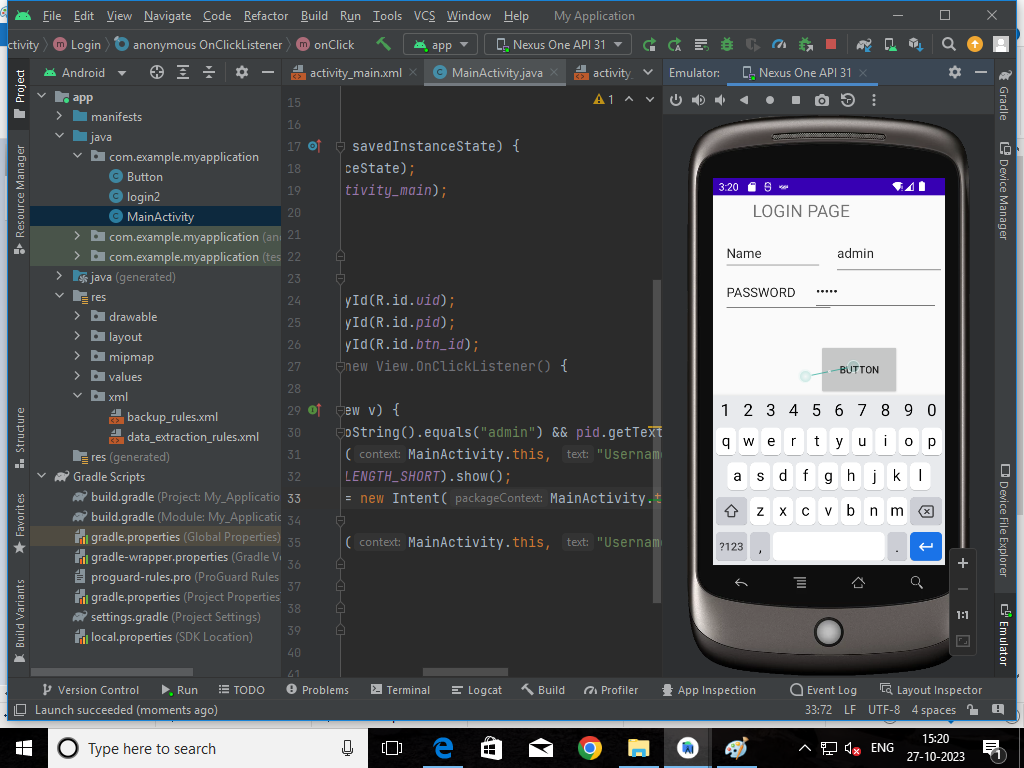 File Edit View Navigate Code Refactor Build Run Tools VCS Window Help My Application
ctivity Login anonymous OnClickListener onClick app Nexus One API 31
Android activity_main.xml MainActivity.java activity_ Emulator: Nexus One API 31
Project
Resource Manager
Structure
Favorites
Build Variants
app
manifests
java
com.example.myapplication
Button
login2
MainActivity
com.example.myapplication (an
com.example.myapplication (tes
java (generated)
res
drawable
layout
mipmap
values
xml
backup_rules.xml
data_extraction_rules.xml
res (generated)
Gradle Scripts
build.gradle (Project: My_Applicatio
build.gradle (Module: My_Applicati
gradle.properties (Global Properties)
gradle-wrapper.properties (Gradle V
proguard-rules.pro (ProGuard Rules
gradle.properties (Project Properties
settings.gradle (Project Settings)
local.properties (SDK Location)
1
15
16
17 savedInstanceState) {
18 ceState);
19 tivity_main);
20
21
22
23
24 yId(R.id.uid);
25 yId(R.id.pid);
26 yId(R.id.btn_id);
27 new View.OnClickListener() {
28
29 ew v) {
30 oString().equals("admin") && pid.getText
31 ( context: MainActivity.this, text: "Usernam
32 LENGTH_SHORT).show();
33 = new Intent( packageContext: MainActivity.t
34
35 ( context: MainActivity.this, text: "Usernam
36
37
38
39
40
41
3:20
LOGIN PAGE
Name admin
PASSWORD •••••
BUTTON
1 2 3 4 5 6 7 8 9 0
q w e r t y u i o p
a s d f g h j k l
z x c v b n m
?123 , .
+
−
1:1
Gradle
Device Manager
Device File Explorer
Emulator
Version Control Run TODO Problems Terminal Logcat Build Profiler App Inspection Event Log Layout Inspector
Launch succeeded (moments ago) 33:72 LF UTF-8 4 spaces
Type here to search ENG 15:20
27-10-2023
1